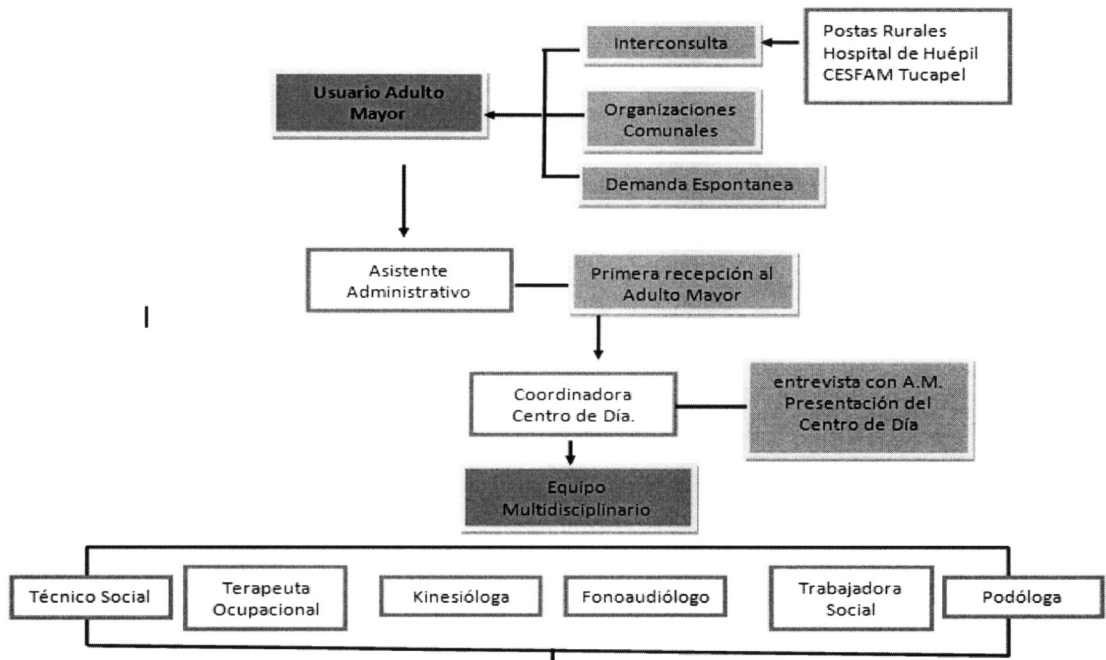 Interconsulta
Postas Rurales
Hospital de Huépil
CESFAM Tucapel
Usuario Adulto
Mayor
Organizaciones
Comunales
Demanda Espontanea
Asistente
Administrativo
Primera recepción al
Adulto Mayor
Coordinadora
Centro de Día.
entrevista con A.M.
Presentación del
Centro de Día
Equipo
Multidisciplinario
Técnico Social
Terapeuta
Ocupacional
Kinesióloga
Fonoaudiólogo
Trabajadora
Social
Podóloga